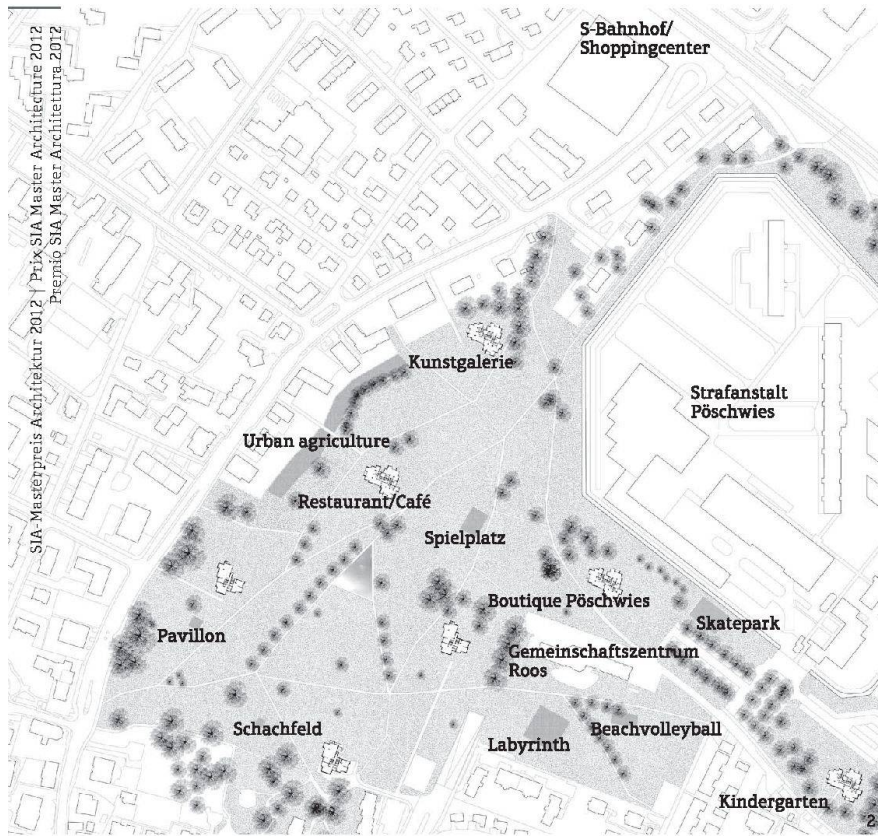 SIA-Masterpreis Architektur 2012 | Prix SIA Master Architecture 2012
Premio SIA Master Architettura 2012
S-Bahnhof/
Shoppingcenter
Kunstgalerie
Strafanstalt
Pöschwies
Urban agriculture
Restaurant/Café
Spielplatz
Boutique Pöschwies
Skatepark
Pavillon
Gemeinschaftszentrum
Roos
Schachfeld
Beachvolleyball
Labyrinth
Kindergarten
2